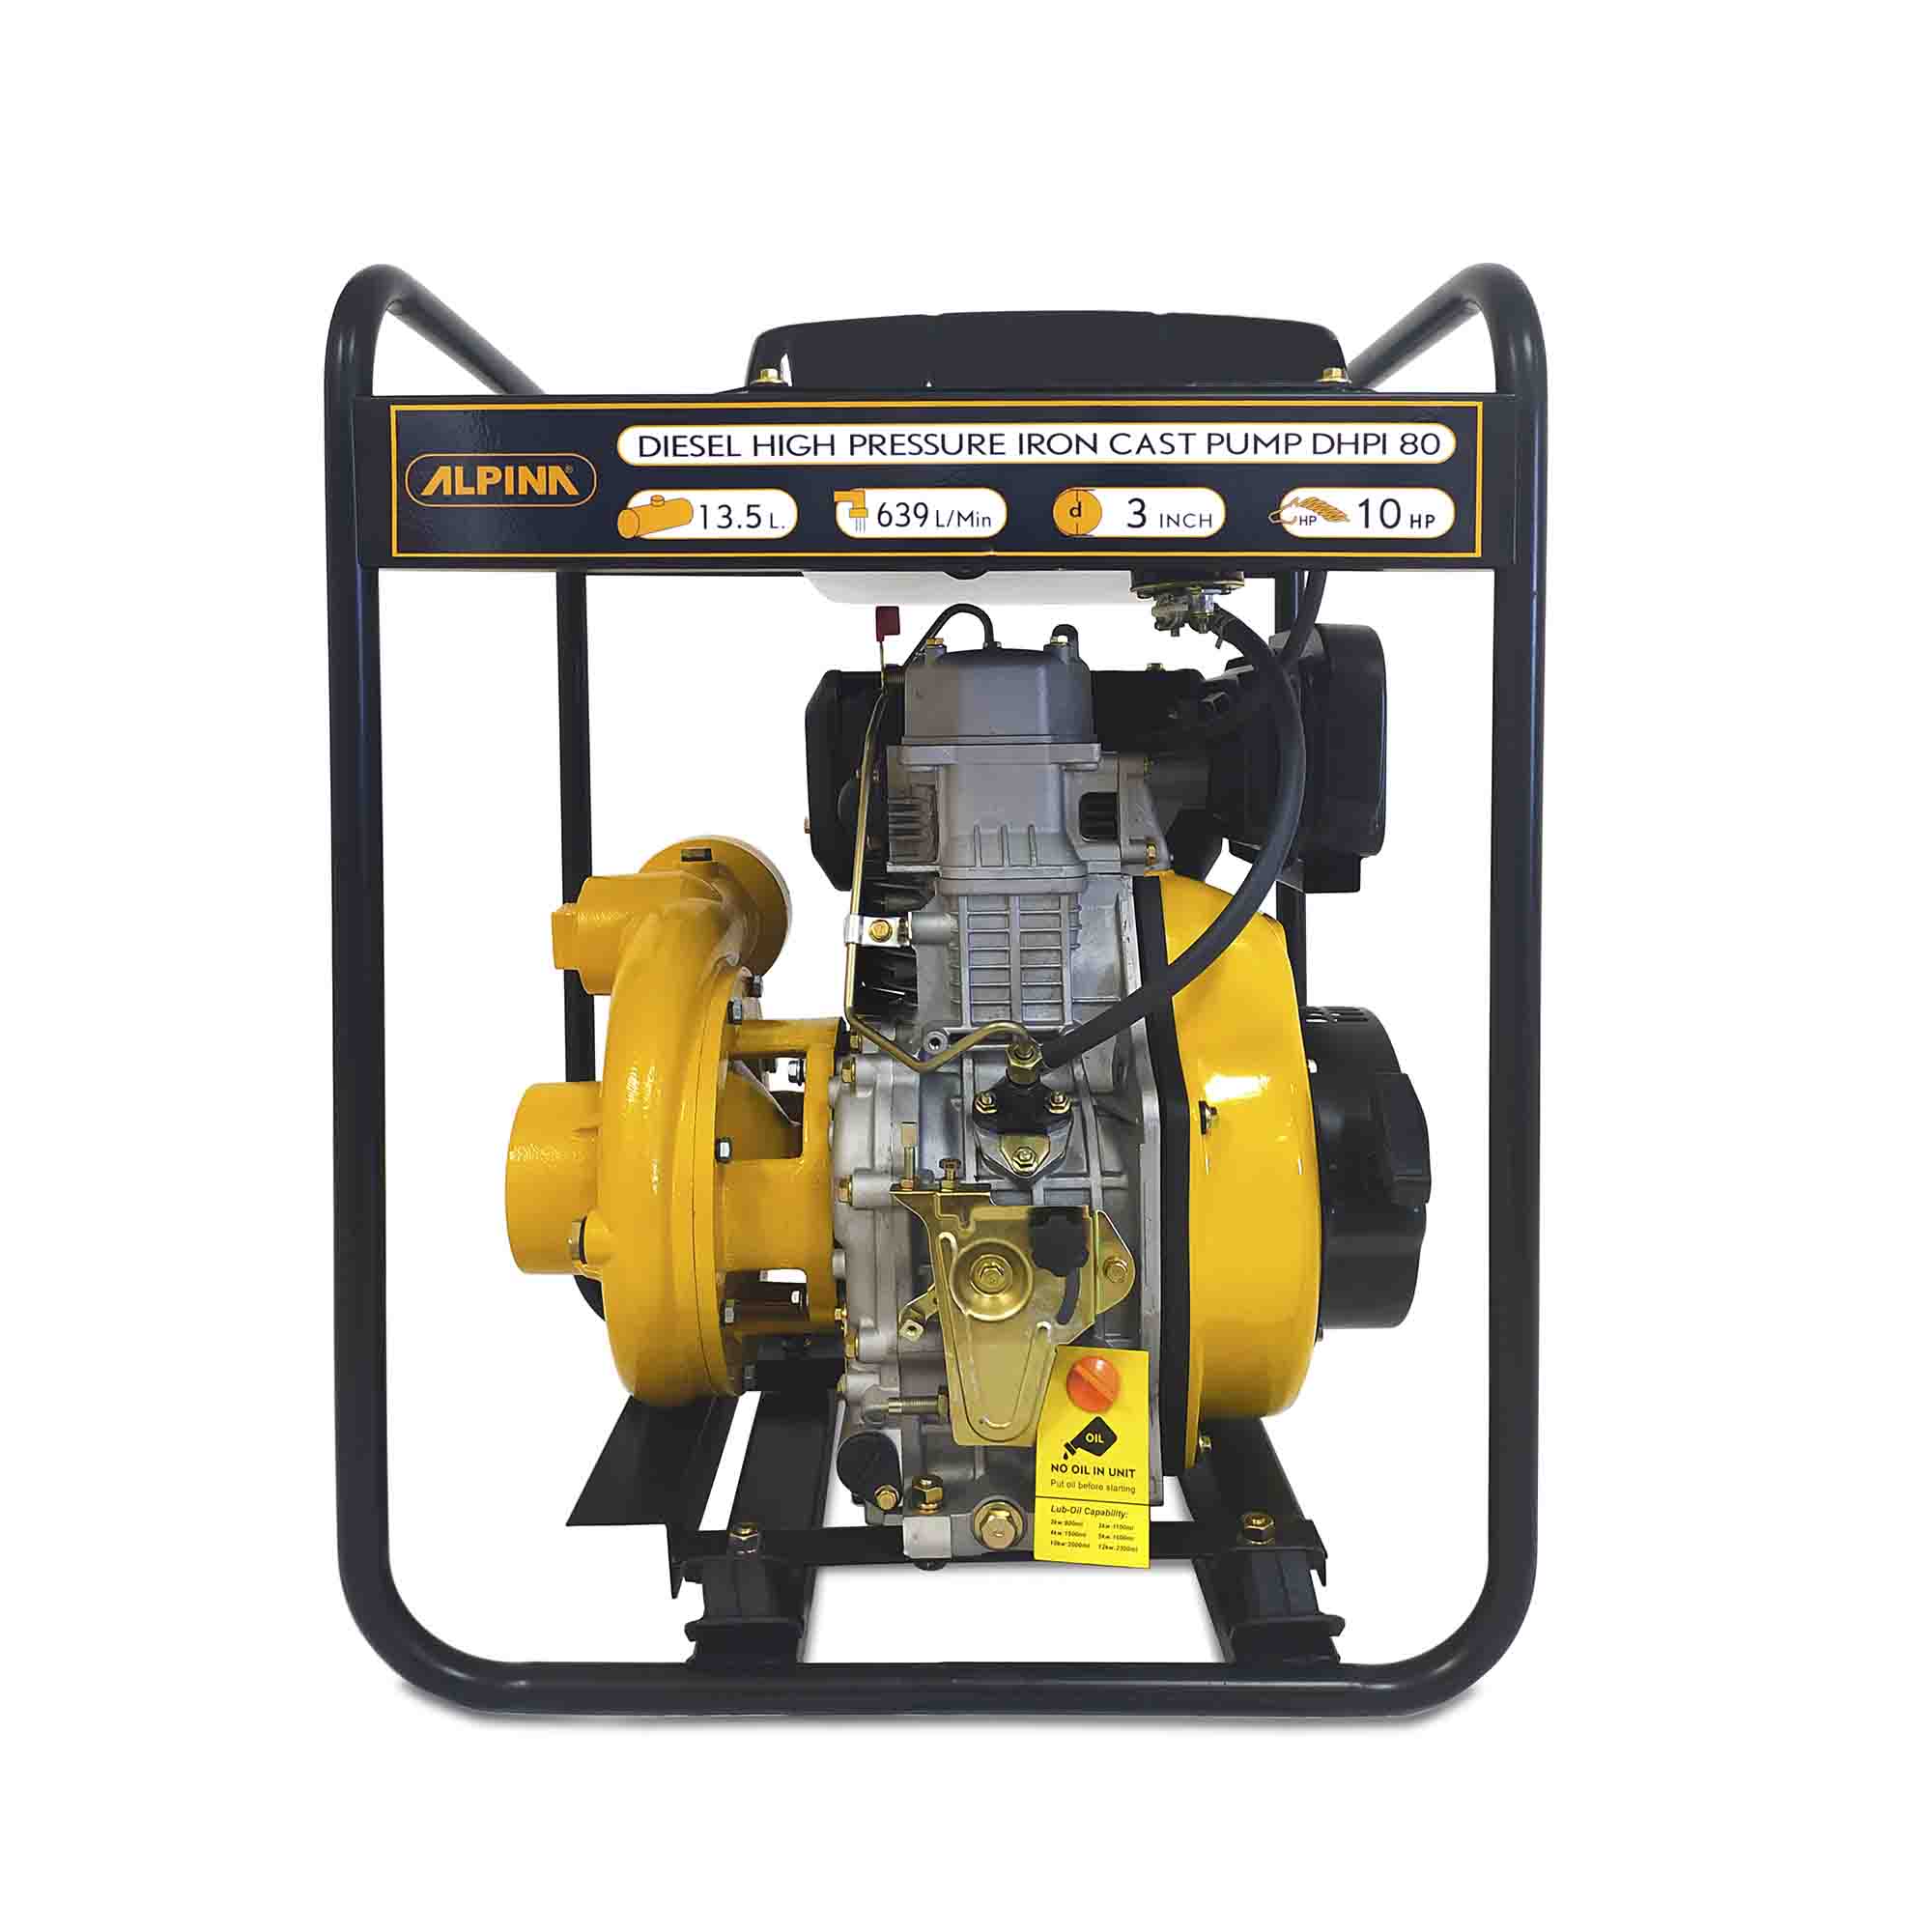 DIESEL HIGH PRESSURE IRON CAST PUMP DHPI 80
ALPINA®
13.5 L.
639 L/Min
d
3 INCH
HP
10 HP
OIL
NO OIL IN UNIT
Put oil before starting
Lub-Oil Capability: